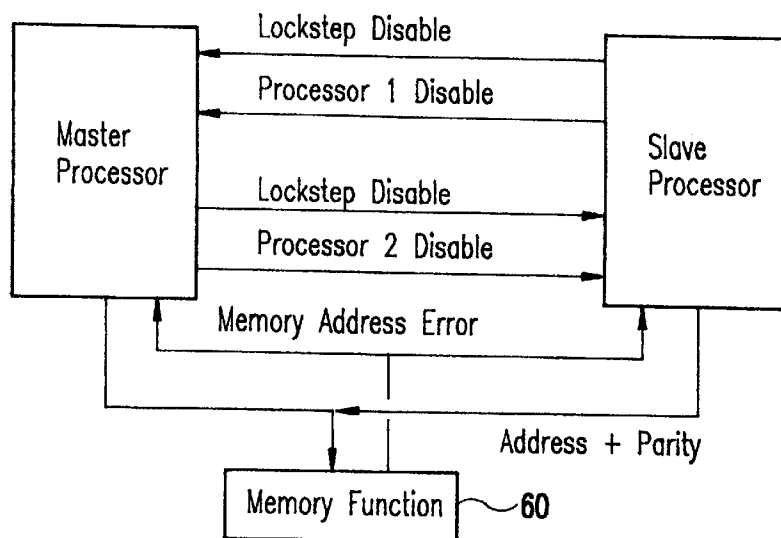 Lockstep Disable
Processor 1 Disable
Master
Processor
Slave
Processor
Lockstep Disable
Processor 2 Disable
Memory Address Error
Address + Parity
Memory Function
60